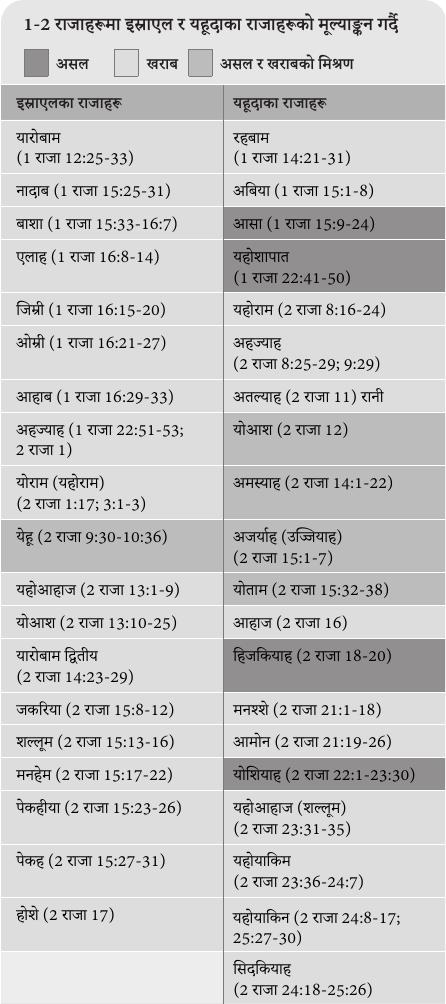 1-2 राजाहरूमा इस्राएल र यहूदाका राजाहरूको मूल्याङ्कन गर्दै
असल खराब असल र खराबको मिश्रण
इस्राएलका राजाहरू यहूदाका राजाहरू
यारोबाम रहबाम
(1 राजा 12:25-33) (1 राजा 14:21-31)
नादाब (1 राजा 15:25-31) अबिया (1 राजा 15:1-8)
बाशा (1 राजा 15:33-16:7) आसा (1 राजा 15:9-24)
एलाह (1 राजा 16:8-14) यहोशापात
(1 राजा 22:41-50)
जिम्री (1 राजा 16:15-20) यहोराम (2 राजा 8:16-24)
ओम्री (1 राजा 16:21-27) अहज्याह
(2 राजा 8:25-29; 9:29)
आहाब (1 राजा 16:29-33) अतल्याह (2 राजा 11) रानी
अहज्याह (1 राजा 22:51-53; योआश (2 राजा 12)
2 राजा 1)
योराम (यहोराम) अमस्याह (2 राजा 14:1-22)
(2 राजा 1:17; 3:1-3)
येहू (2 राजा 9:30-10:36) अजर्याह (उज्जियाह)
(2 राजा 15:1-7)
यहोआहाज (2 राजा 13:1-9) योताम (2 राजा 15:32-38)
योआश (2 राजा 13:10-25) आहाज (2 राजा 16)
यारोबाम द्वितीय हिजकियाह (2 राजा 18-20)
(2 राजा 14:23-29)
जकरिया (2 राजा 15:8-12) मनश्शे (2 राजा 21:1-18)
शल्लूम (2 राजा 15:13-16) आमोन (2 राजा 21:19-26)
मनहेम (2 राजा 15:17-22) योशियाह (2 राजा 22:1-23:30)
पेकहीया (2 राजा 15:23-26) यहोआहाज (शल्लूम)
(2 राजा 23:31-35)
पेकह (2 राजा 15:27-31) यहोयाकिम
(2 राजा 23:36-24:7)
होशे (2 राजा 17) यहोयाकिन (2 राजा 24:8-17;
25:27-30)
सिदकियाह
(2 राजा 24:18-25:26)